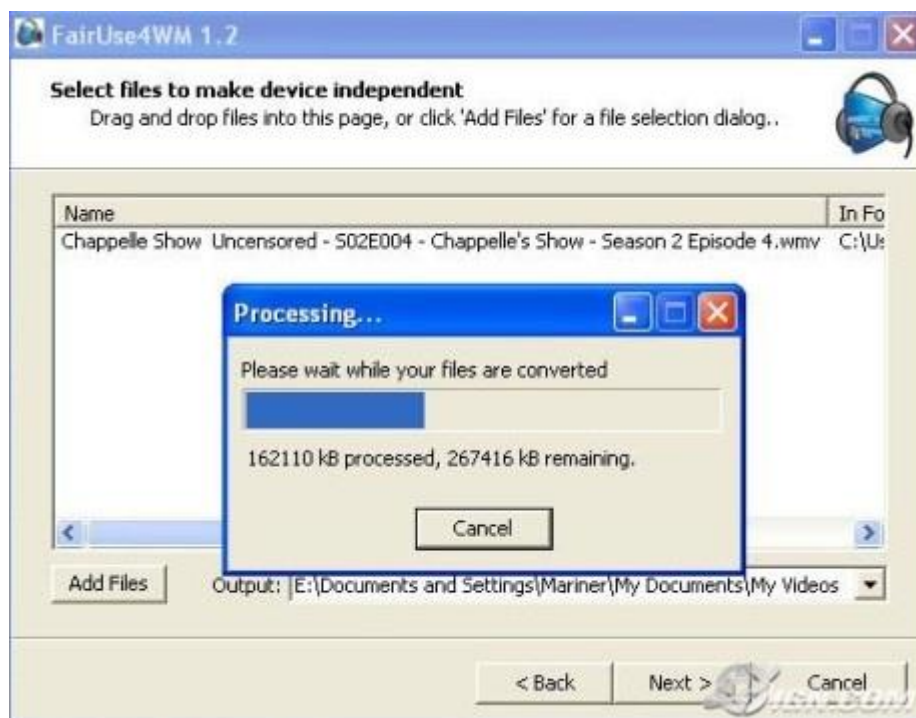 FairUse4WM 1.2
Select files to make device independent
Drag and drop files into this page, or click 'Add Files' for a file selection dialog..
Name In Fo
Chappelle Show Uncensored - S02E004 - Chappelle's Show - Season 2 Episode 4.wmv C:\Us
Processing...
Please wait while your files are converted
162110 kB processed, 267416 kB remaining.
Cancel
Add Files Output: E:\Documents and Settings\Mariner\My Documents\My Videos
< Back Next > Cancel
IGN.COM